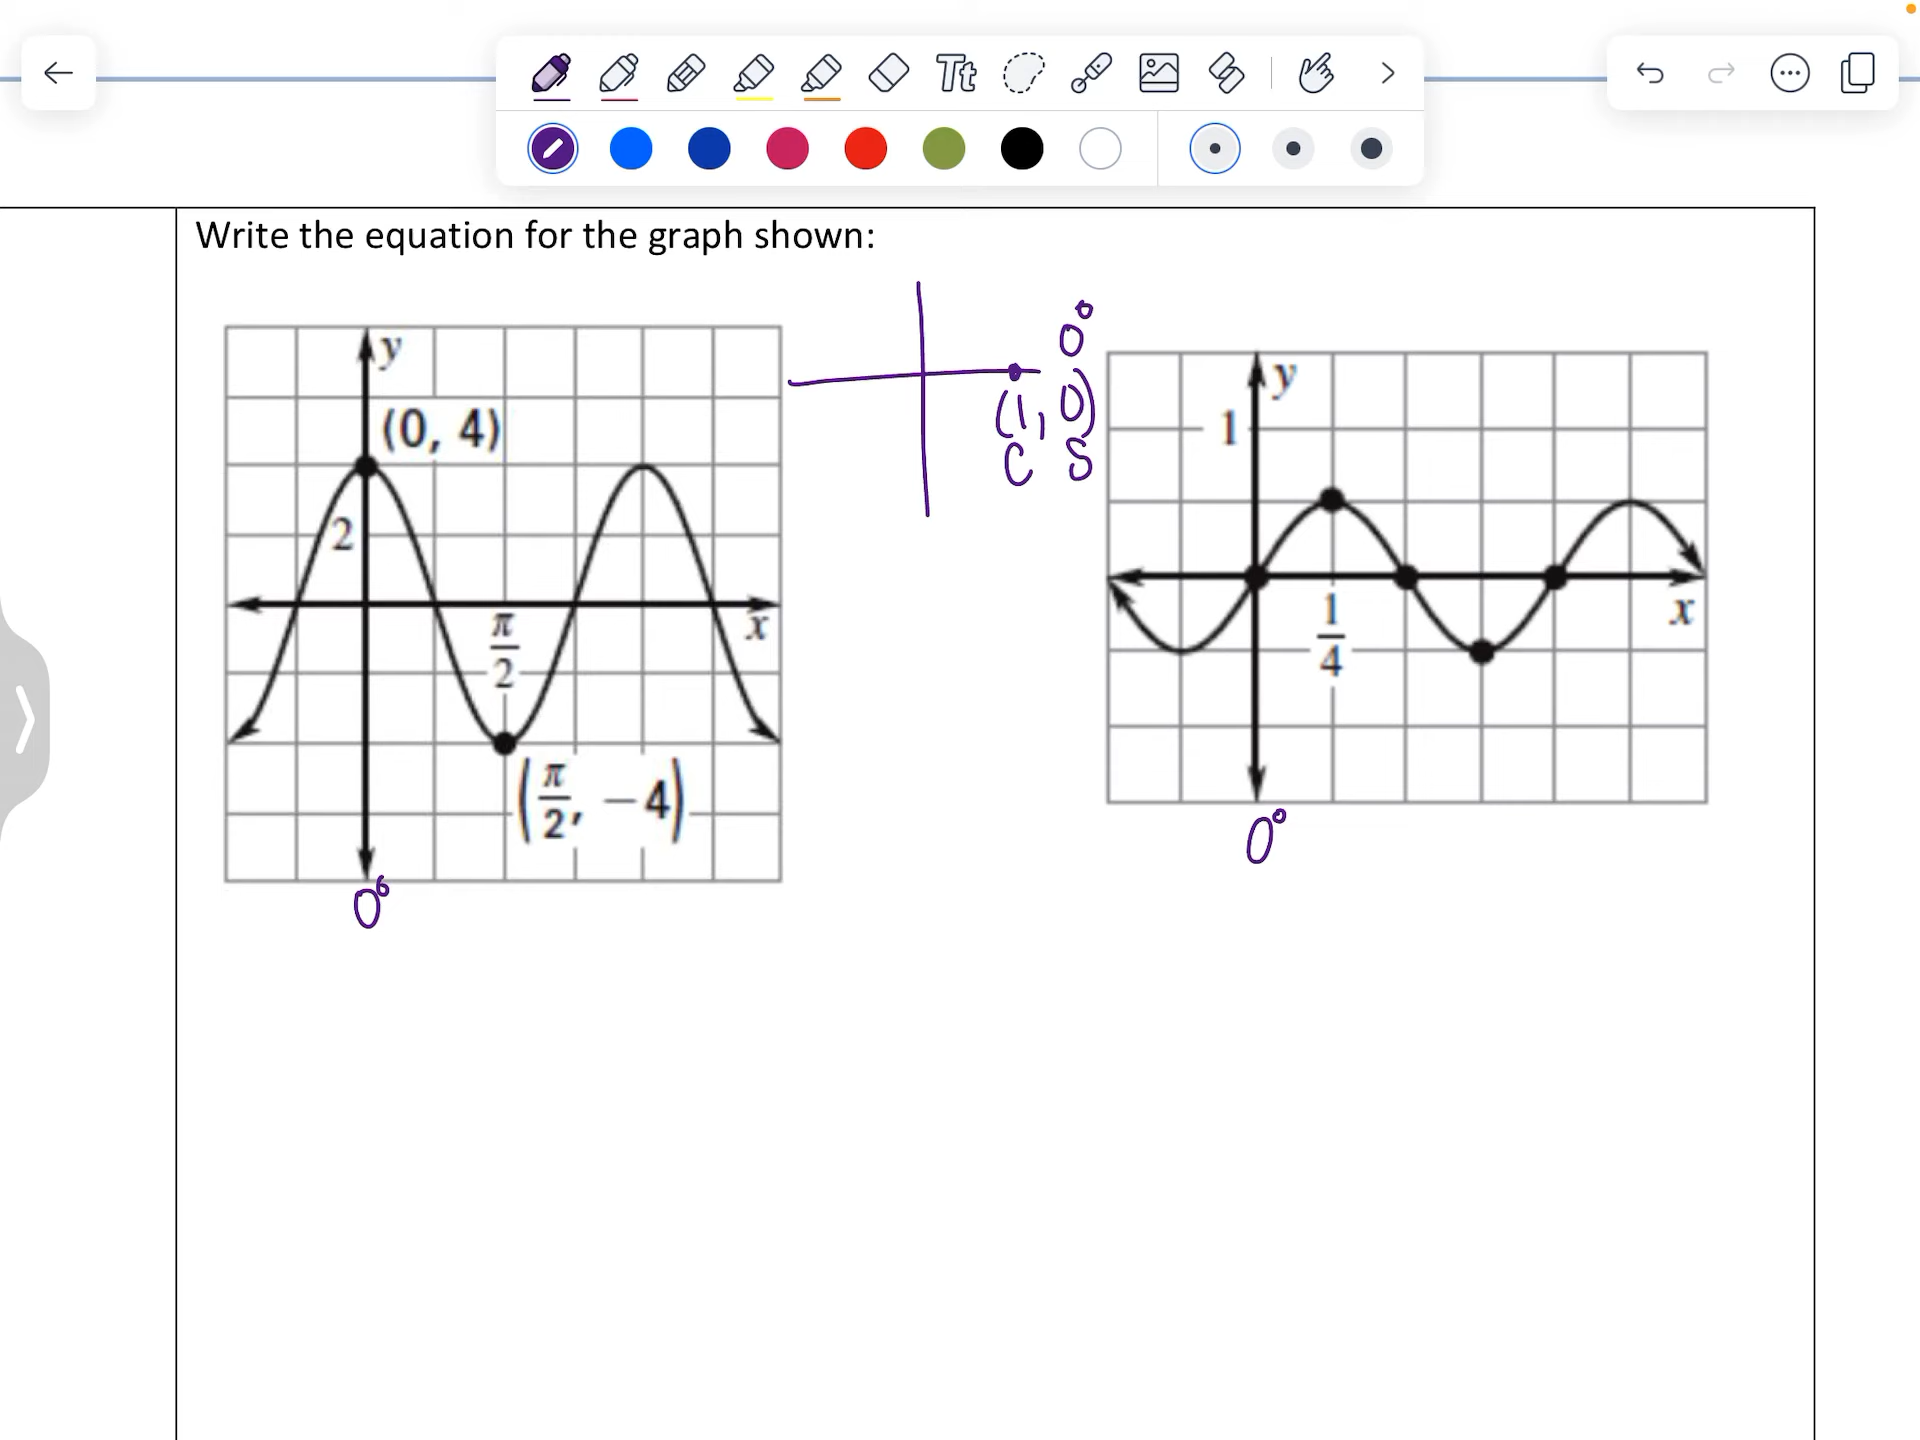 Tt
Write the equation for the graph shown:
y
(0, 4)
2
π
2
x
(π/2, −4)
0°
0°
(1, 0)
C S
y
1
1
4
x
0°